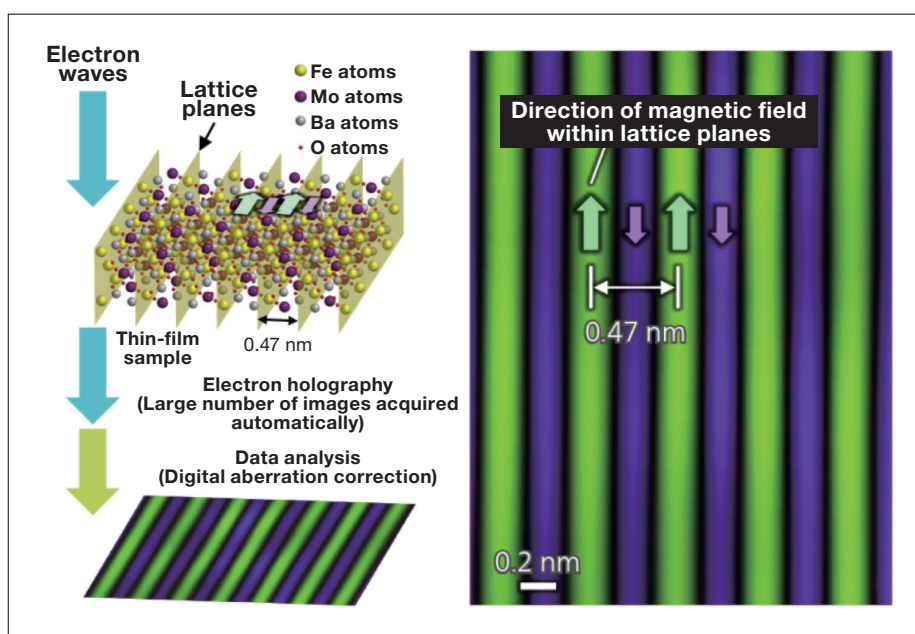 Electron
waves
Lattice
planes
Fe atoms
Mo atoms
Ba atoms
O atoms
Thin-film
sample
0.47 nm
Electron holography
(Large number of images acquired
automatically)
Data analysis
(Digital aberration correction)
Direction of magnetic field
within lattice planes
0.47 nm
0.2 nm